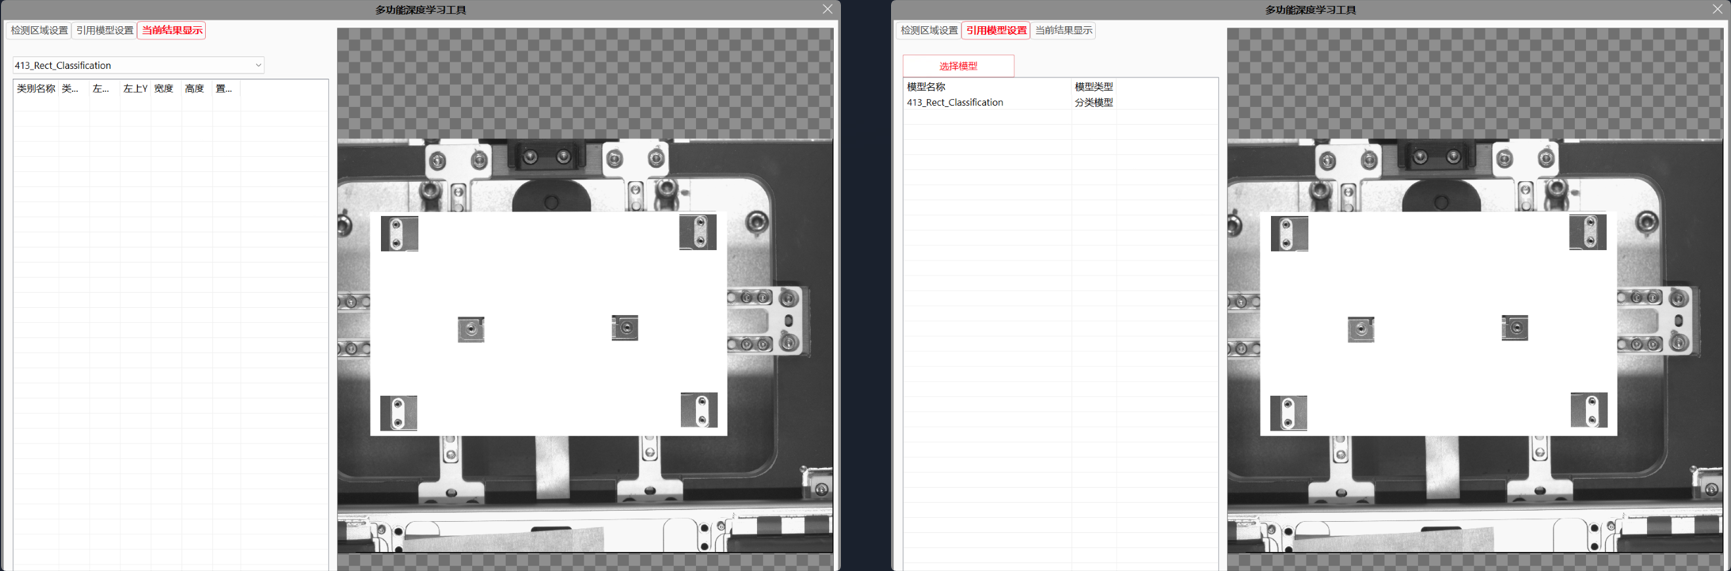 多功能深度学习工具
检测区域设置 引用模型设置 当前结果显示
413_Rect_Classification
类别名称 类... 左... 左上Y 宽度 高度 置...
多功能深度学习工具
检测区域设置 引用模型设置 当前结果显示
选择模型
模型名称 模型类型
413_Rect_Classification 分类模型